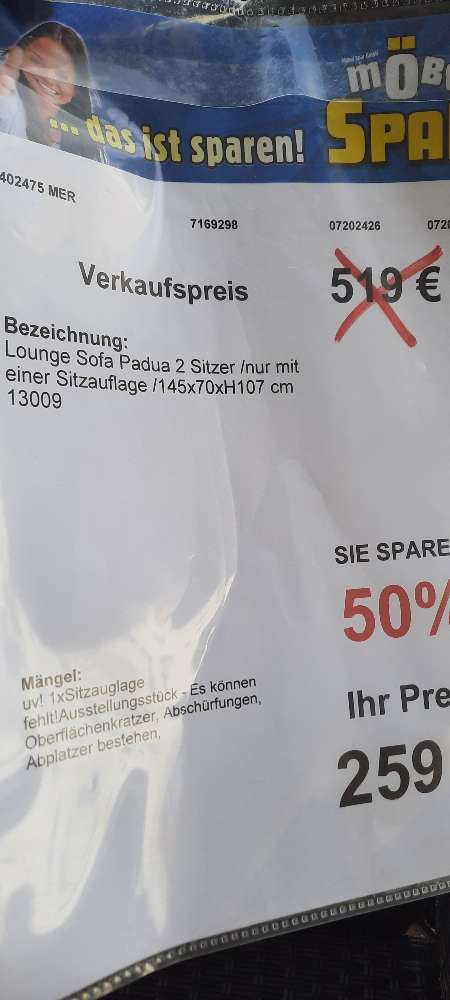 ... das ist sparen!
möb
SPA
402475 MER
7169298
07202426
072
Verkaufspreis
519 €
Bezeichnung:
Lounge Sofa Padua 2 Sitzer /nur mit
einer Sitzauflage /145x70xH107 cm
13009
SIE SPARE
50%
Mängel:
uv! 1xSitzauglage
fehlt!Ausstellungsstück - Es können
Oberflächenkratzer, Abschürfungen,
Abplatzer bestehen,
Ihr Pre
259